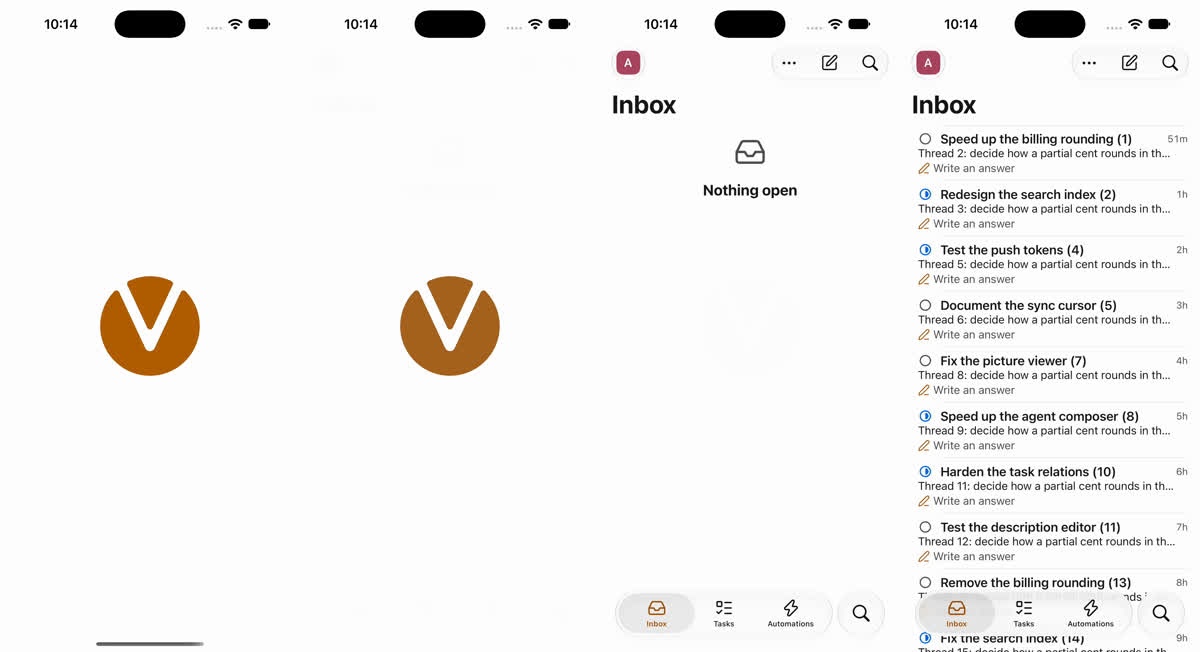 10:14
10:14
10:14
A
Inbox
Nothing open
Inbox
Tasks
Automations
10:14
A
Inbox
Speed up the billing rounding (1)
51m
Thread 2: decide how a partial cent rounds in th...
Write an answer
Redesign the search index (2)
1h
Thread 3: decide how a partial cent rounds in th...
Write an answer
Test the push tokens (4)
2h
Thread 5: decide how a partial cent rounds in th...
Write an answer
Document the sync cursor (5)
3h
Thread 6: decide how a partial cent rounds in th...
Write an answer
Fix the picture viewer (7)
4h
Thread 8: decide how a partial cent rounds in th...
Write an answer
Speed up the agent composer (8)
5h
Thread 9: decide how a partial cent rounds in th...
Write an answer
Harden the task relations (10)
6h
Thread 11: decide how a partial cent rounds in th...
Write an answer
Test the description editor (11)
7h
Thread 12: decide how a partial cent rounds in th...
Write an answer
Remove the billing rounding (13)
8h
Inbox
Tasks
Automations
Fix the search index (14)
9h